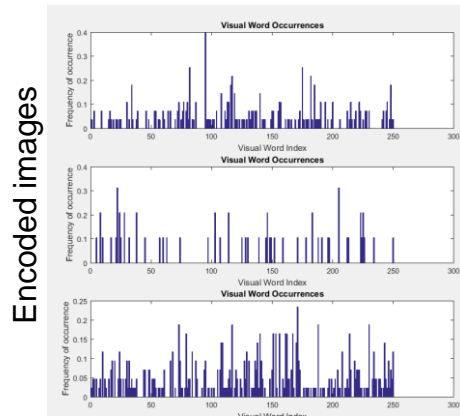 Encoded images
Visual Word Occurrences
Frequency of occurrence
0.4
0.3
0.2
0.1
0
0 50 100 150 200 250 300
Visual Word Index
Visual Word Occurrences
Frequency of occurrence
0.4
0.3
0.2
0.1
0
0 50 100 150 200 250 300
Visual Word Index
Visual Word Occurrences
Frequency of occurrence
0.25
0.2
0.15
0.1
0.05
0
0 50 100 150 200 250 300
Visual Word Index